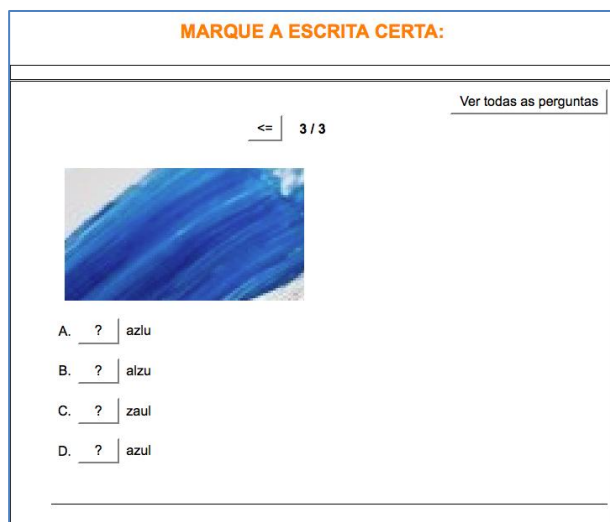 MARQUE A ESCRITA CERTA:
Ver todas as perguntas
<= 3 / 3
A. ? azlu
B. ? alzu
C. ? zaul
D. ? azul